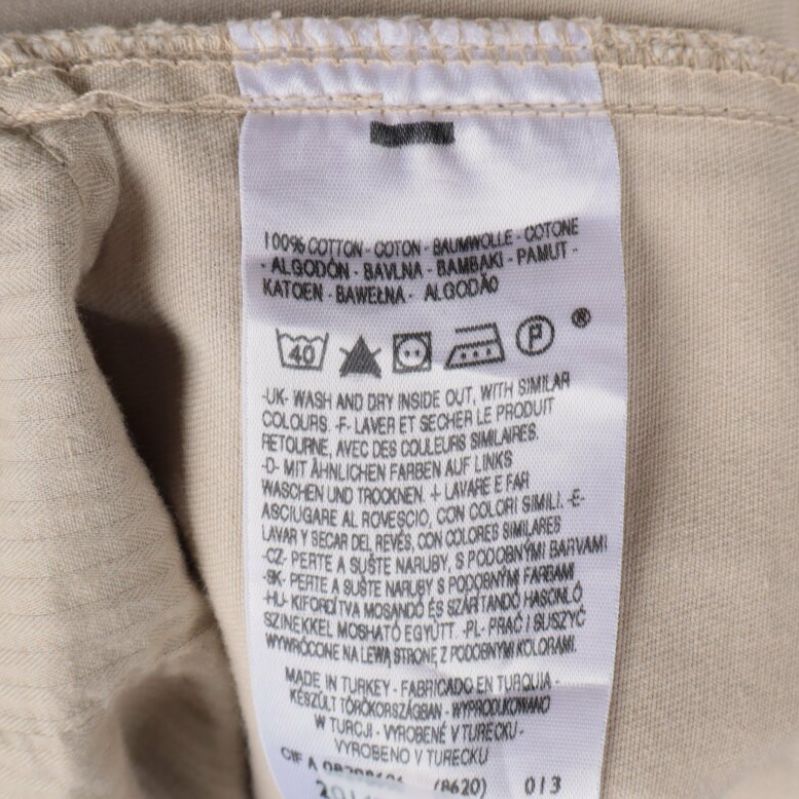 100% COTTON - COTON - BAUMWOLLE - COTONE
- ALGODÓN - BAVLNA - BAMBAKI - PAMUT -
KATOEN - BAWEŁNA - ALGODÃO
40 P ®
-UK- WASH AND DRY INSIDE OUT, WITH SIMILAR
COLOURS. -F- LAVER ET SECHER LE PRODUIT
RETOURNE, AVEC DES COULEURS SIMILAIRES.
-D- MIT ÄHNLICHEN FARBEN AUF LINKS
WASCHEN UND TROCKNEN. -I- LAVARE E FAR
ASCIUGARE AL ROVESCIO, CON COLORI SIMILI. -E-
LAVAR Y SECAR DEL REVÉS, CON COLORES SIMILARES
-CZ- PERTE A SUŠTE NARUBY, S PODOBNÝMI BARVAMI
-SK- PERTE A SUŠTE NARUBY S PODOBNÝMI FARBAMI
-HU- KIFORDÍTVA MOSANDÓ ÉS SZÁRÍTANDÓ HASONLÓ
SZINEKKEL MOSHATÓ EGYÜTT. -PL- PRAĆ I SUSZYĆ
WYWRÓCONE NA LEWĄ STRONĘ Z PODOBNYMI KOLORAMI.
MADE IN TURKEY - FABRICADO EN TURQUIA -
KÉSZÜLT TÖRÖKORSZÁGBAN - WYPRODUKOWANO
W TURCJI - VYROBENÉ V TURECKU -
VYROBENO V TURECKU
CIF A (8620) 013